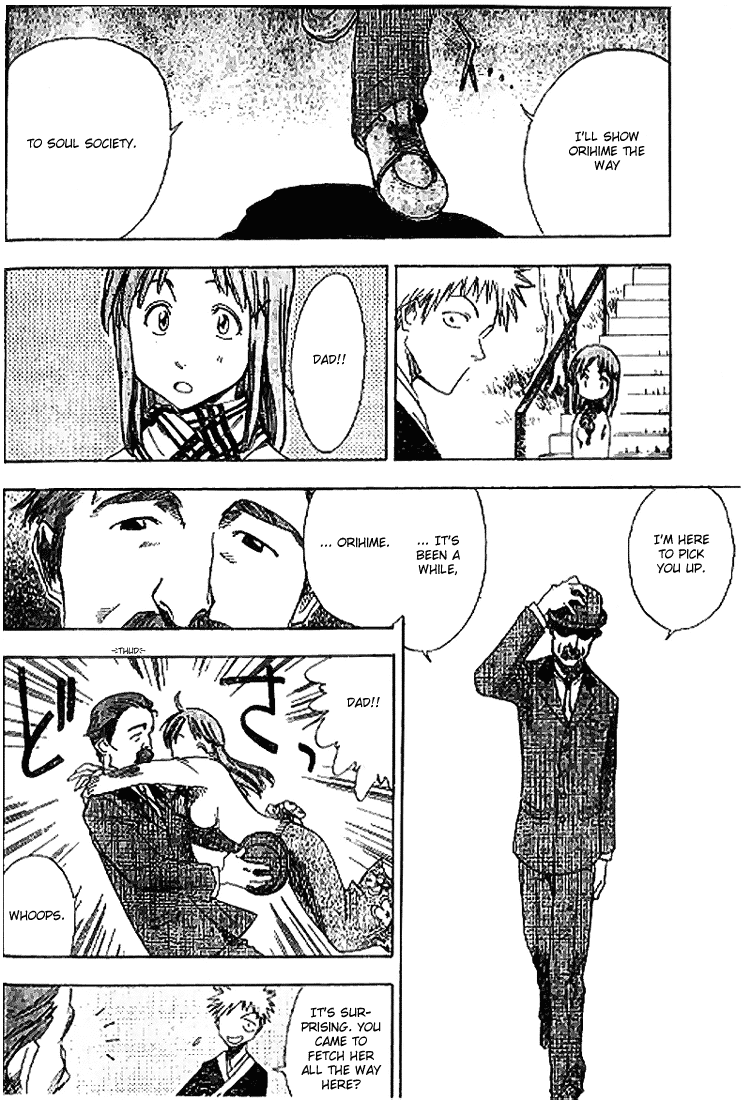 I'LL SHOW
ORIHIME THE
WAY
TO SOUL SOCIETY.
DAD!!
I'M HERE
TO PICK
YOU UP.
... IT'S
BEEN A
WHILE,
... ORIHIME.
-:THUD:-
どさっ
DAD!!
WHOOPS.
IT'S SUR-
PRISING. YOU
CAME TO
FETCH HER
ALL THE WAY
HERE?